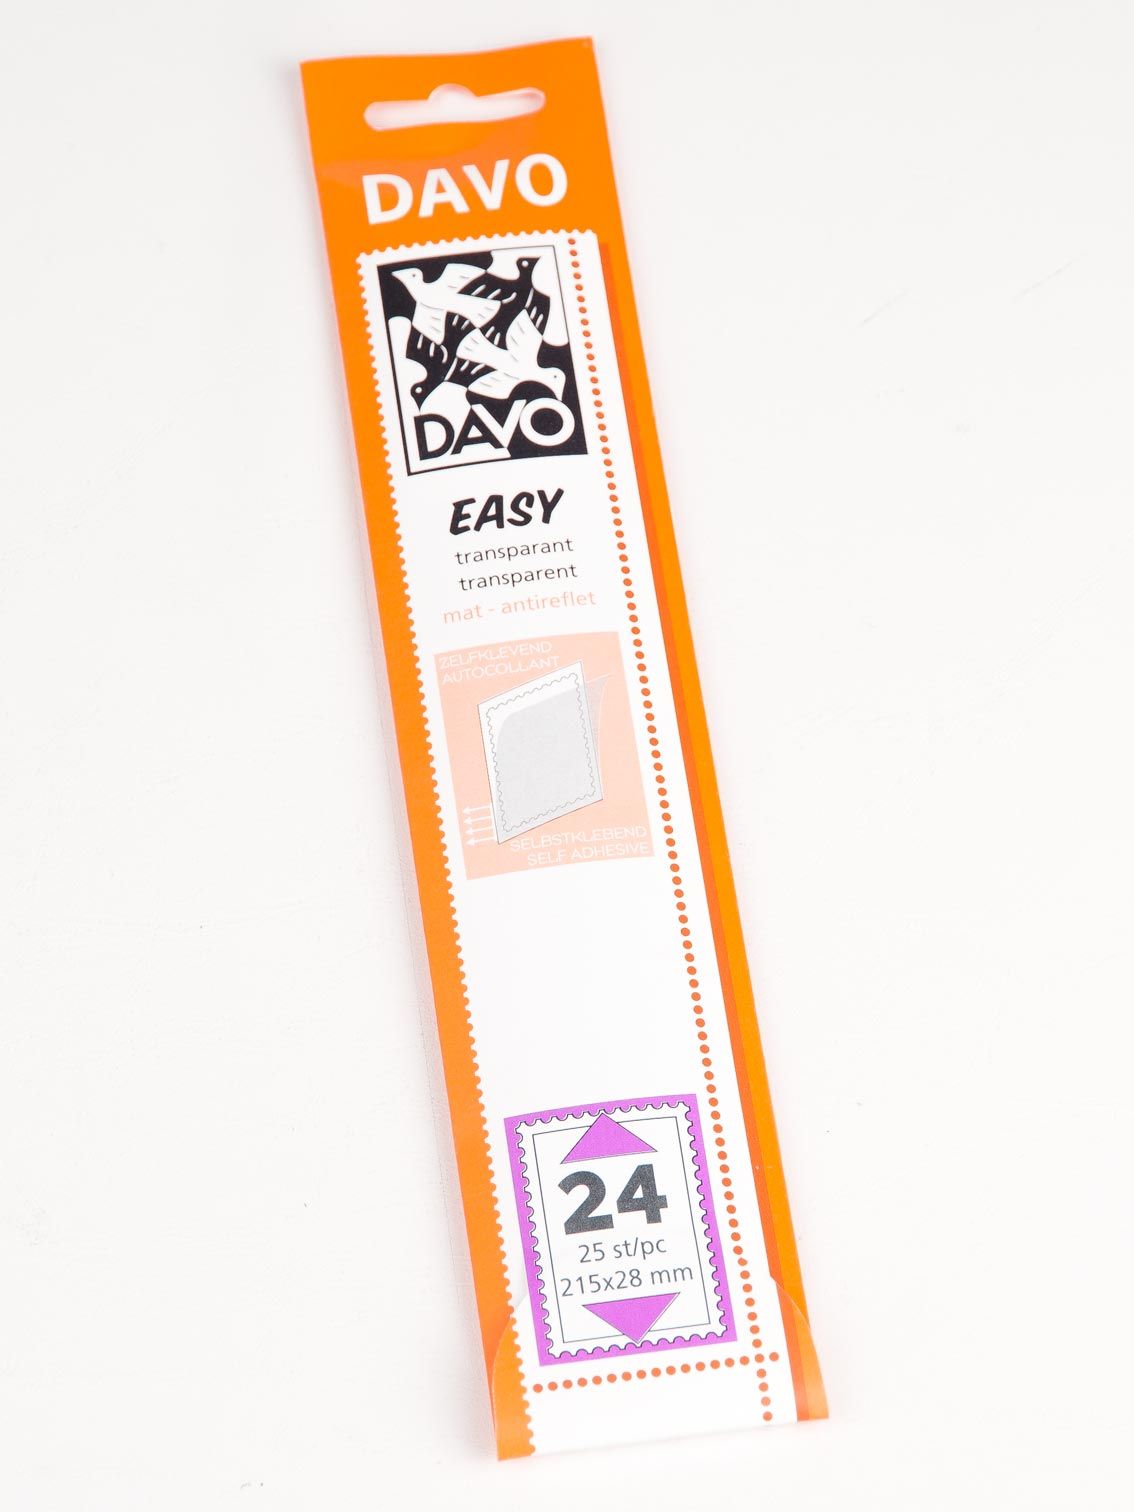 DAVO
DAVO
EASY
transparant
transparent
mat - antireflet
ZELFKLEVEND
AUTOCOLLANT
SELBSTKLEBEND
SELF ADHESIVE
24
25 st/pc
215x28 mm